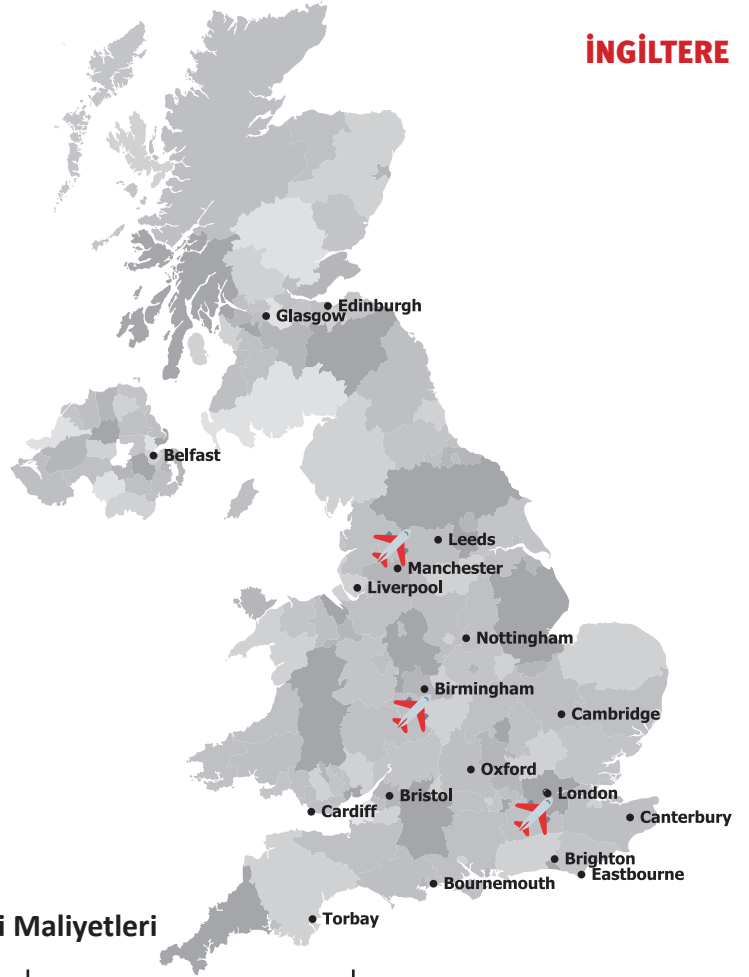 İNGİLTERE
Edinburgh
Glasgow
Belfast
Leeds
Manchester
Liverpool
Nottingham
Birmingham
Cambridge
Oxford
London
Bristol
Cardiff
Canterbury
Brighton
Eastbourne
Bournemouth
Torbay
i Maliyetleri